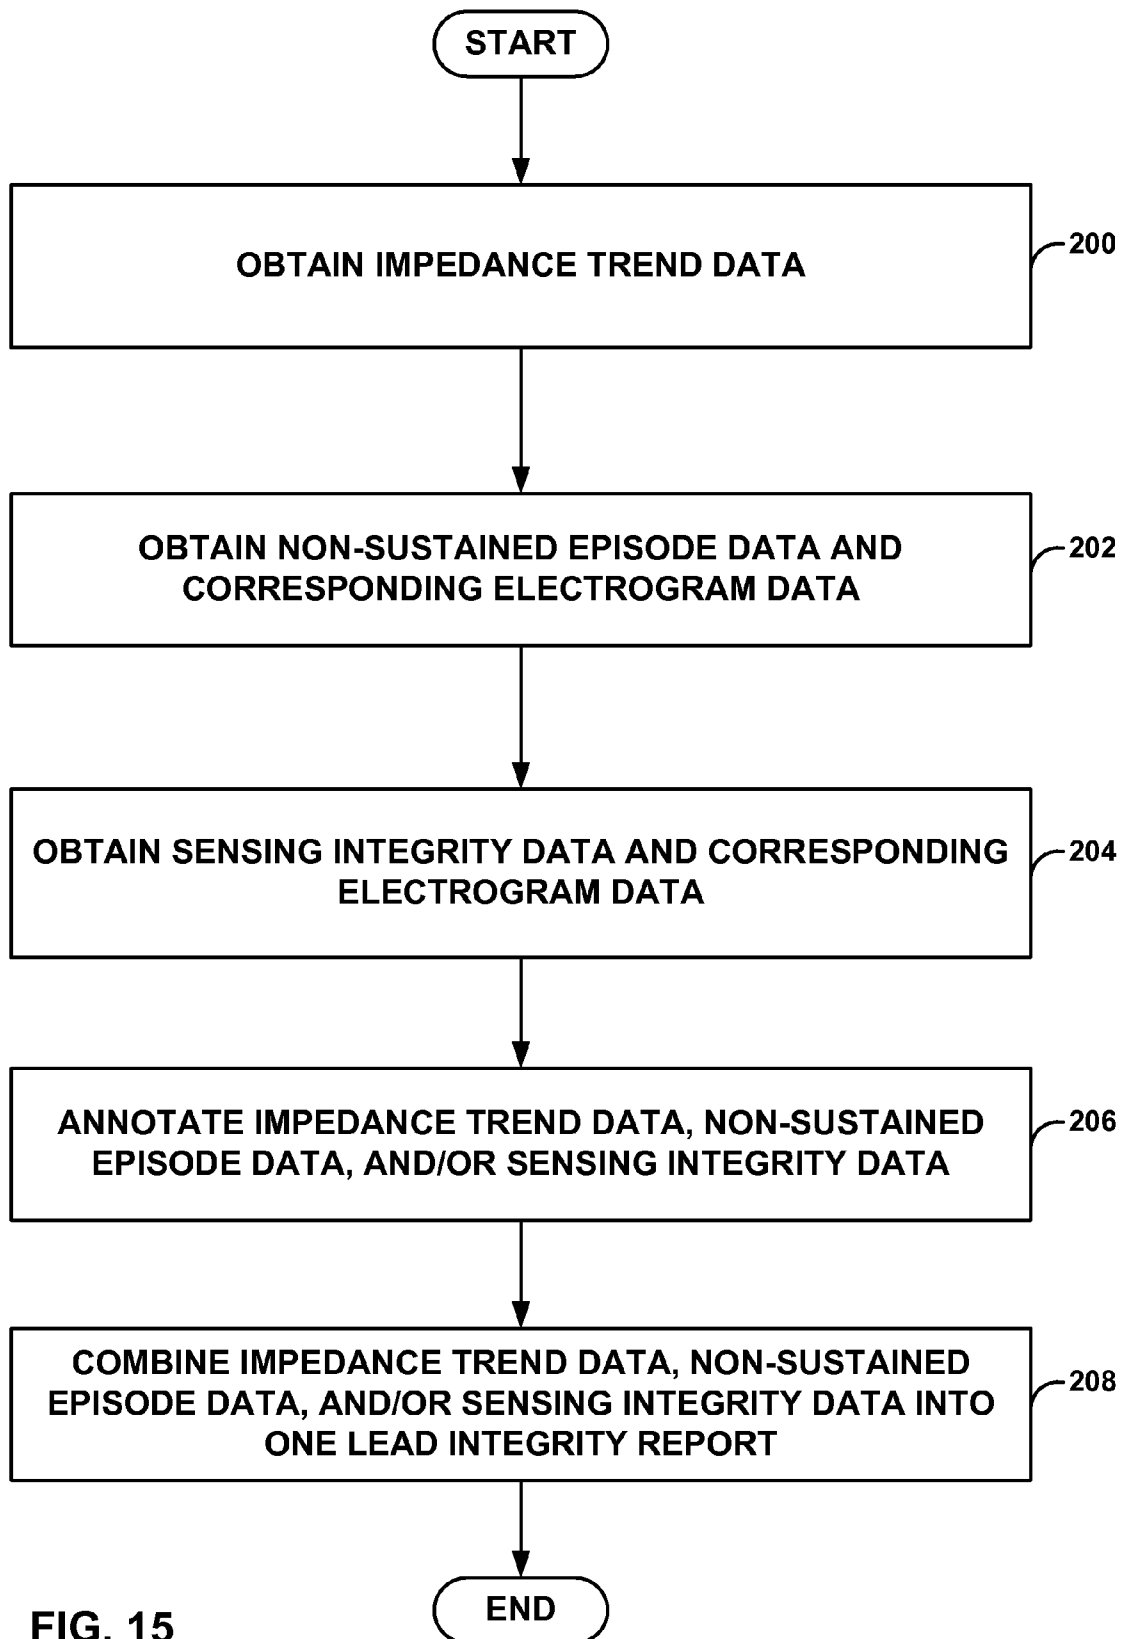 START
OBTAIN IMPEDANCE TREND DATA
200
OBTAIN NON-SUSTAINED EPISODE DATA AND
CORRESPONDING ELECTROGRAM DATA
202
OBTAIN SENSING INTEGRITY DATA AND CORRESPONDING
ELECTROGRAM DATA
204
ANNOTATE IMPEDANCE TREND DATA, NON-SUSTAINED
EPISODE DATA, AND/OR SENSING INTEGRITY DATA
206
COMBINE IMPEDANCE TREND DATA, NON-SUSTAINED
EPISODE DATA, AND/OR SENSING INTEGRITY DATA INTO
ONE LEAD INTEGRITY REPORT
208
END
FIG. 15